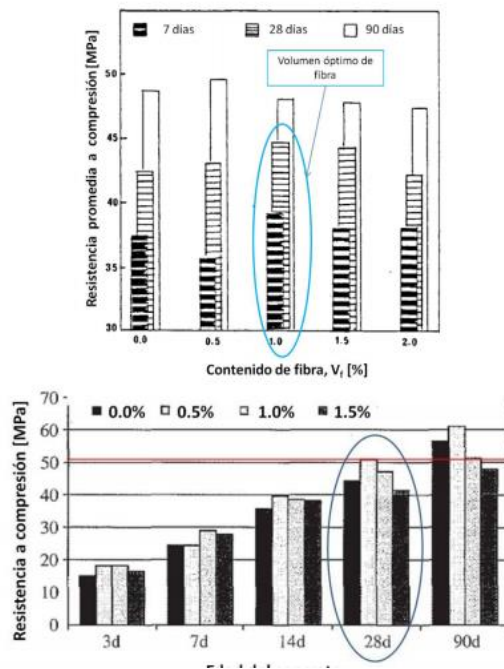 7 días 28 días 90 días
Volumen óptimo de
fibra
Resistencia promedia a compresión [MPa]
50
45
40
35
30
0.0 0.5 1.0 1.5 2.0
Contenido de fibra, Vf [%]
0.0% 0.5% 1.0% 1.5%
Resistencia a compresión [MPa]
70
60
50
40
30
20
10
0
3d 7d 14d 28d 90d